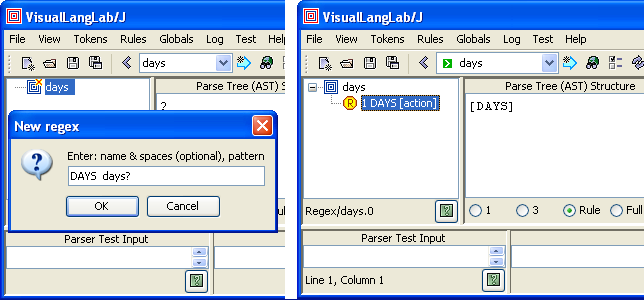 VisualLangLab/J
File View Tokens Rules Globals Log Test He
days
days
Parse Tree (AST) Structure
?
New regex
Enter: name & spaces (optional), pattern
DAYS days?
OK Cancel
Parser Test Input
VisualLangLab/J
File View Tokens Rules Globals Log Test Help
days
days
R 1 DAYS [action]
Parse Tree (AST) Structure
[DAYS]
Regex/days.0
1 3 Rule Full
Parser Test Input
Line 1, Column 1